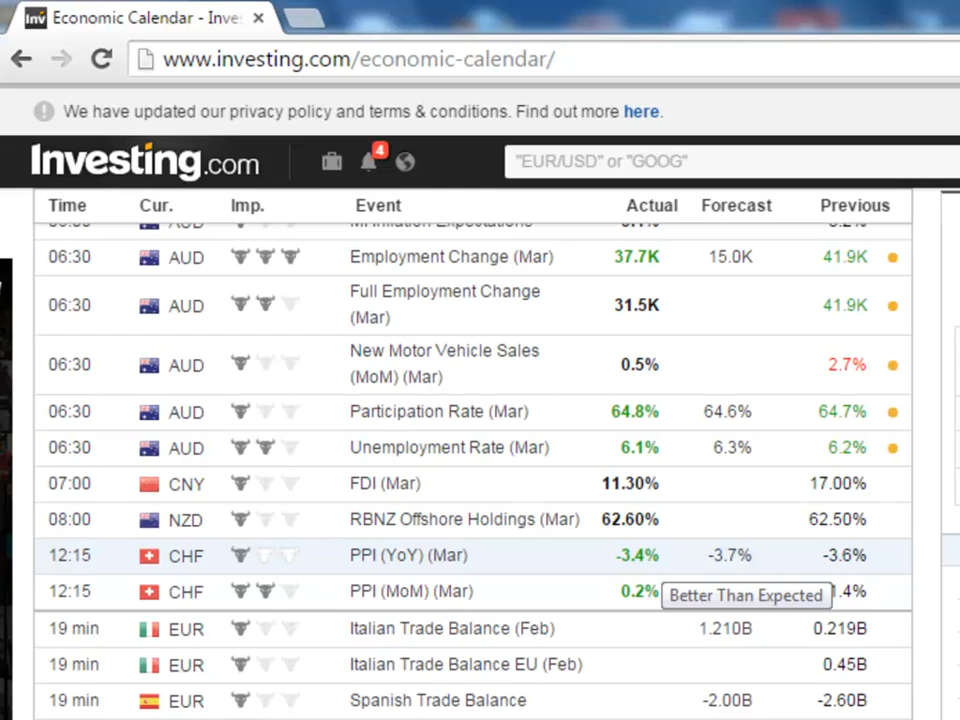 Economic Calendar - Inve
www.investing.com/economic-calendar/
We have updated our privacy policy and terms & conditions. Find out more here.
Investing.com 4 "EUR/USD" or "GOOG"
Time Cur. Imp. Event Actual Forecast Previous
06:30 AUD Employment Change (Mar) 37.7K 15.0K 41.9K
06:30 AUD Full Employment Change (Mar) 31.5K 41.9K
06:30 AUD New Motor Vehicle Sales (MoM) (Mar) 0.5% 2.7%
06:30 AUD Participation Rate (Mar) 64.8% 64.6% 64.7%
06:30 AUD Unemployment Rate (Mar) 6.1% 6.3% 6.2%
07:00 CNY FDI (Mar) 11.30% 17.00%
08:00 NZD RBNZ Offshore Holdings (Mar) 62.60% 62.50%
12:15 CHF PPI (YoY) (Mar) -3.4% -3.7% -3.6%
12:15 CHF PPI (MoM) (Mar) 0.2% Better Than Expected 1.4%
19 min EUR Italian Trade Balance (Feb) 1.210B 0.219B
19 min EUR Italian Trade Balance EU (Feb) 0.45B
19 min EUR Spanish Trade Balance -2.00B -2.60B